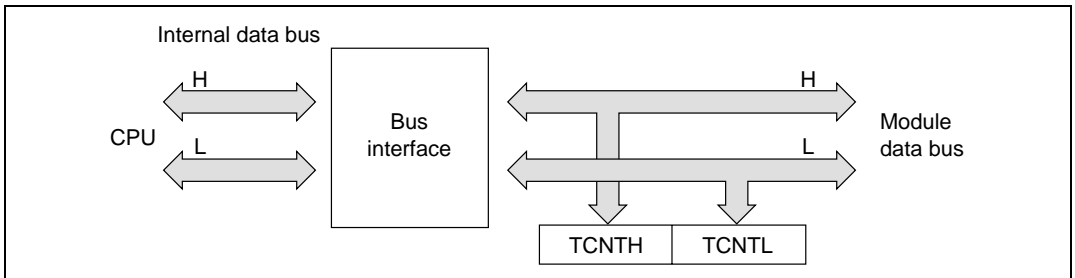 Internal data bus
H
H
CPU
L
Bus
interface
L
Module
data bus
TCNTH
TCNTL